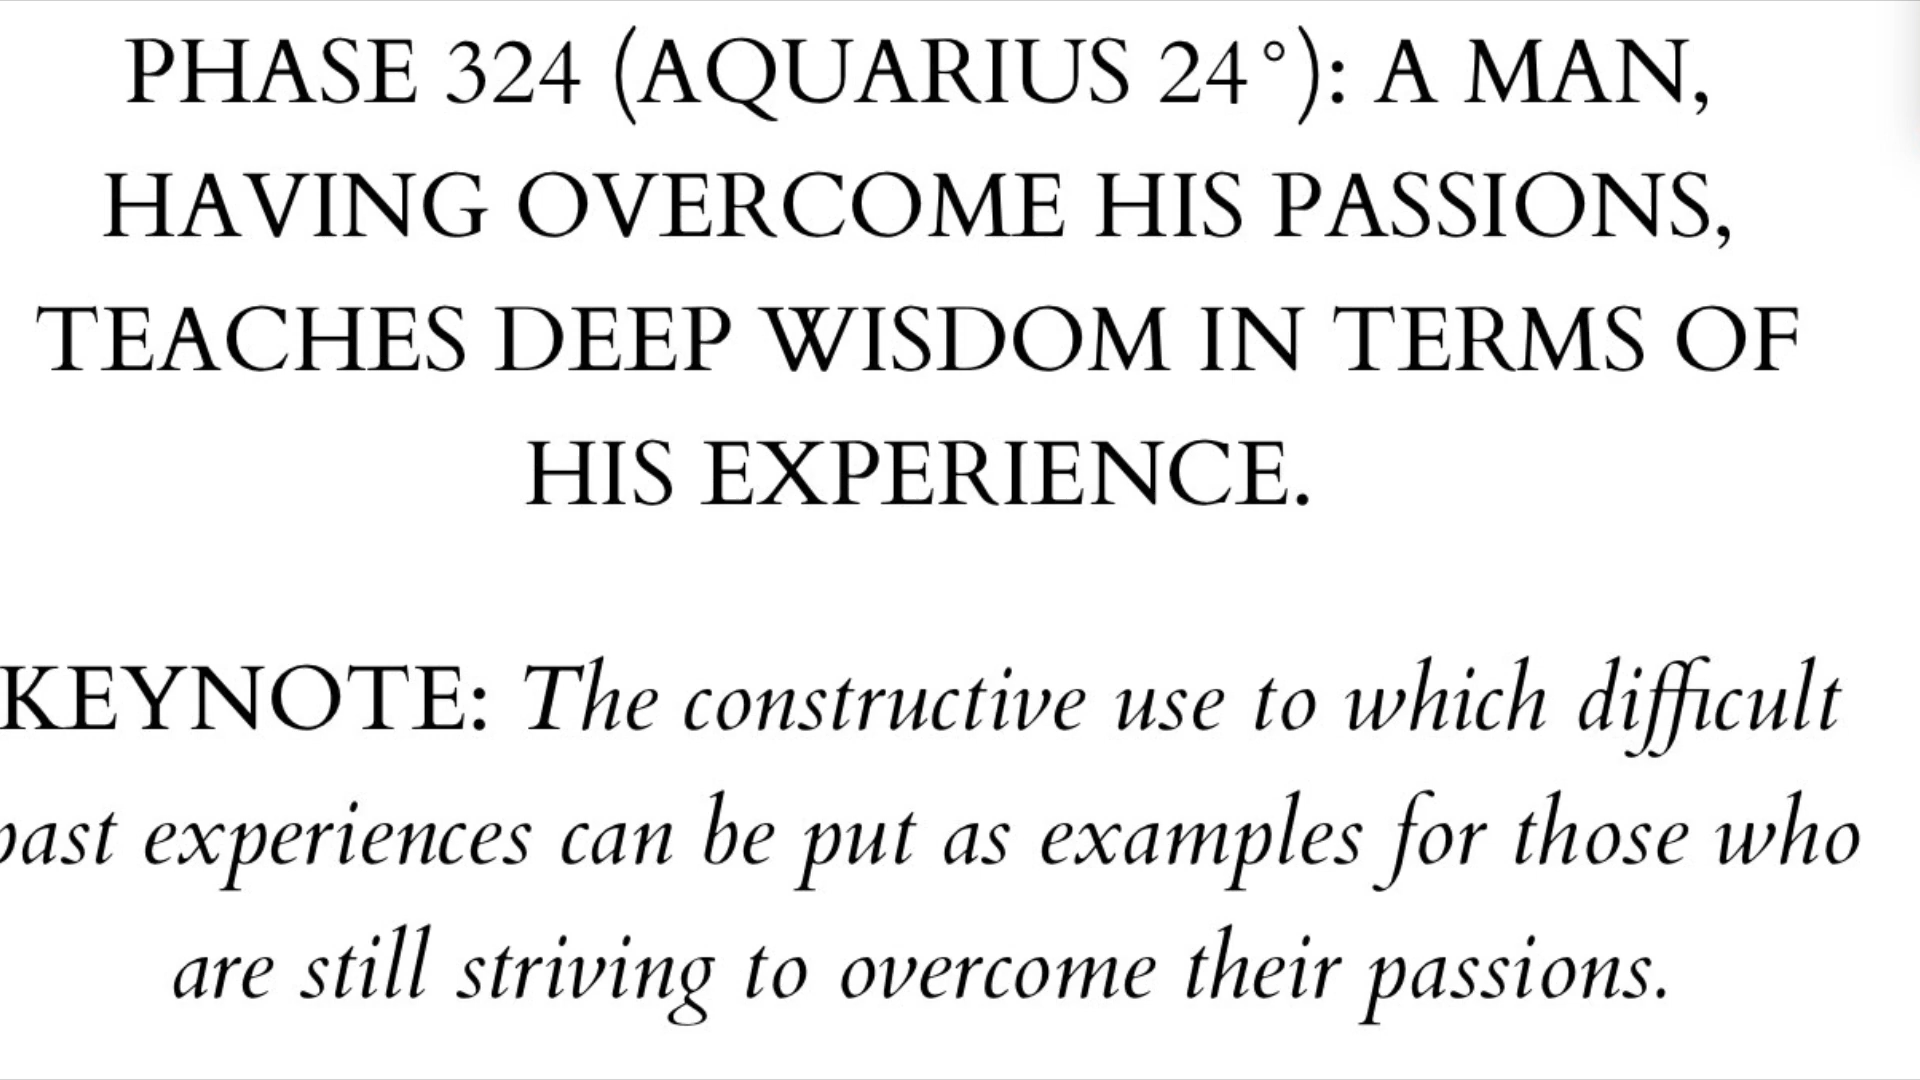 PHASE 324 (AQUARIUS 24°): A MAN,
HAVING OVERCOME HIS PASSIONS,
TEACHES DEEP WISDOM IN TERMS OF
HIS EXPERIENCE.
KEYNOTE: The constructive use to which difficult
past experiences can be put as examples for those who
are still striving to overcome their passions.